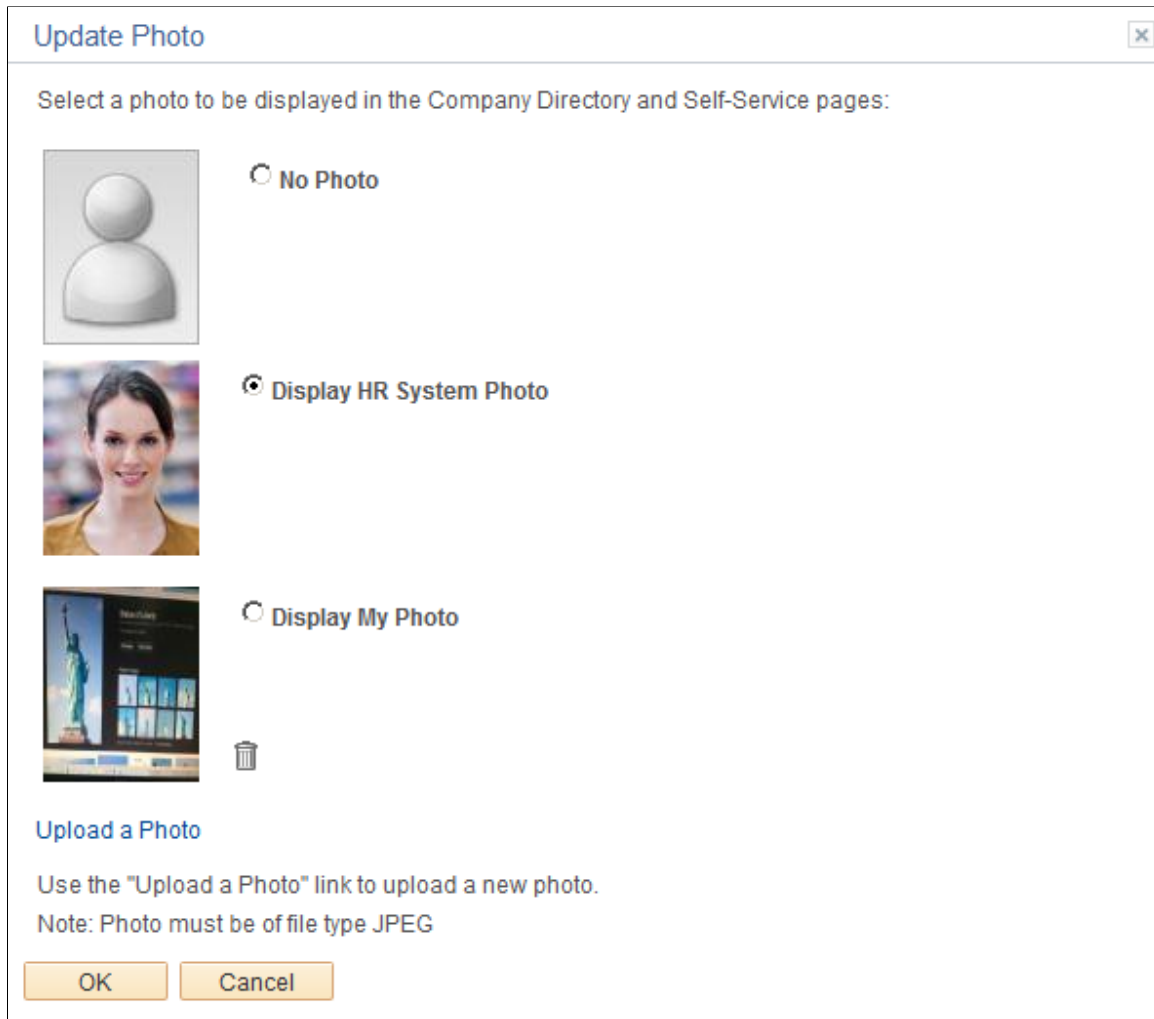 Update Photo
Select a photo to be displayed in the Company Directory and Self-Service pages:
No Photo
Display HR System Photo
Display My Photo
Upload a Photo
Use the "Upload a Photo" link to upload a new photo.
Note: Photo must be of file type JPEG
OK
Cancel